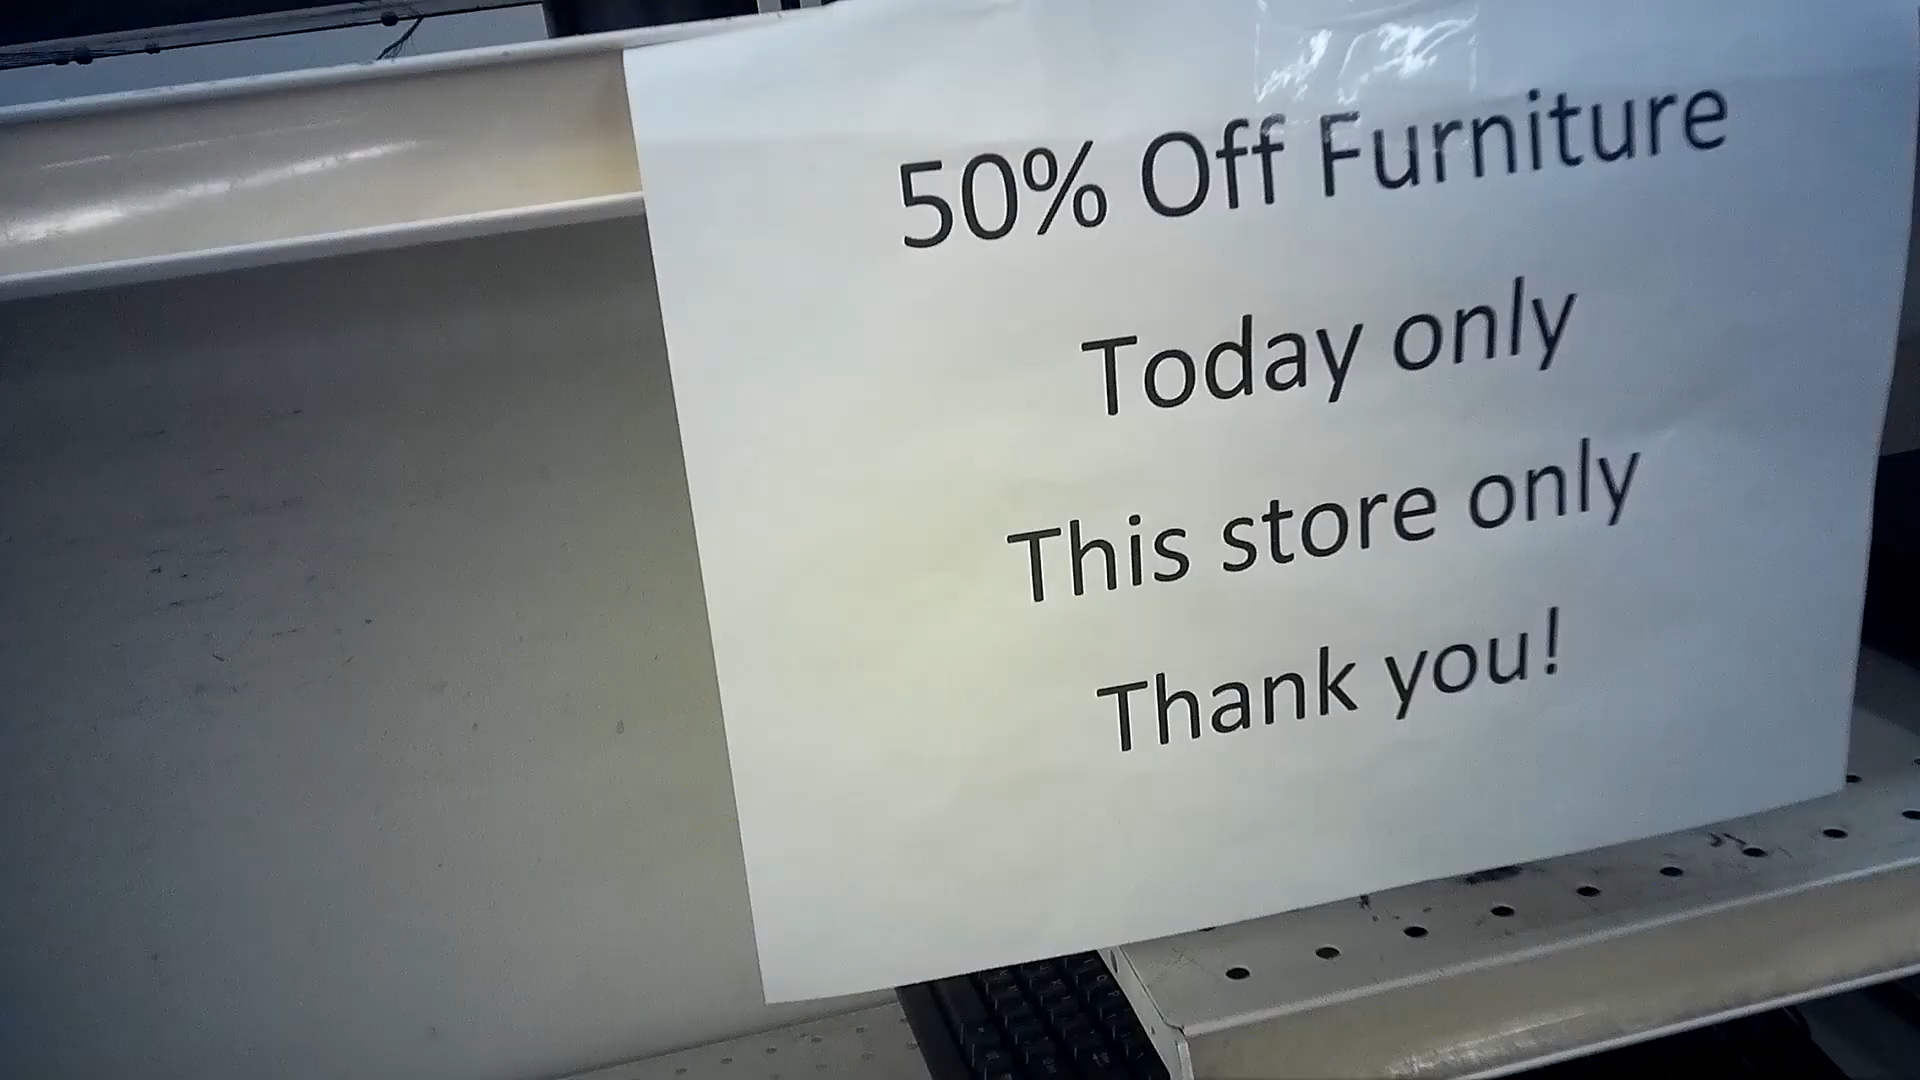 50% Off Furniture
Today only
This store only
Thank you!